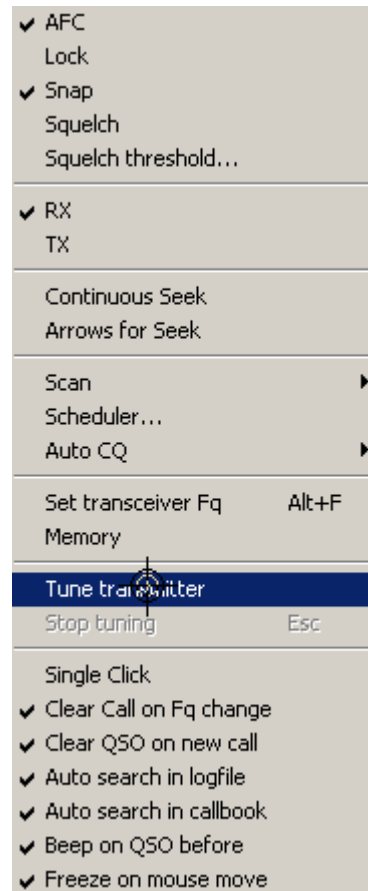 AFC
Lock
Snap
Squelch
Squelch threshold...
RX
TX
Continuous Seek
Arrows for Seek
Scan
Scheduler...
Auto CQ
Set transceiver Fq Alt+F
Memory
Tune transmitter
Stop tuning Esc
Single Click
Clear Call on Fq change
Clear QSO on new call
Auto search in logfile
Auto search in callbook
Beep on QSO before
Freeze on mouse move